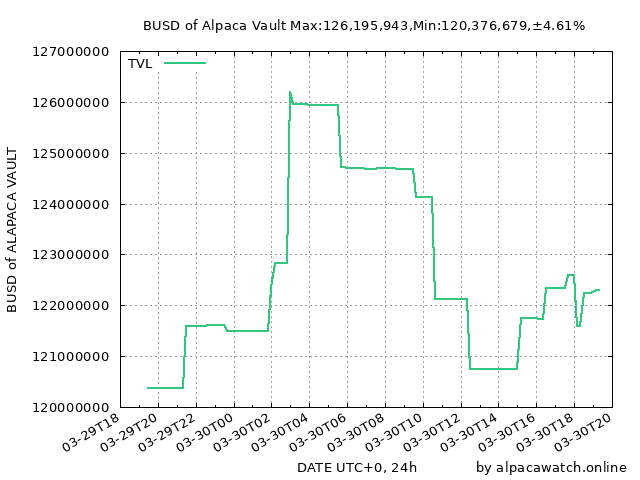 BUSD of Alpaca Vault Max:126,195,943,Min:120,376,679,±4.61%
TVL
127000000
126000000
125000000
124000000
123000000
122000000
121000000
120000000
BUSD of ALAPACA VAULT
03-29T18
03-29T20
03-29T22
03-30T00
03-30T02
03-30T04
03-30T06
03-30T08
03-30T10
03-30T12
03-30T14
03-30T16
03-30T18
03-30T20
DATE UTC+0, 24h
by alpacawatch.online